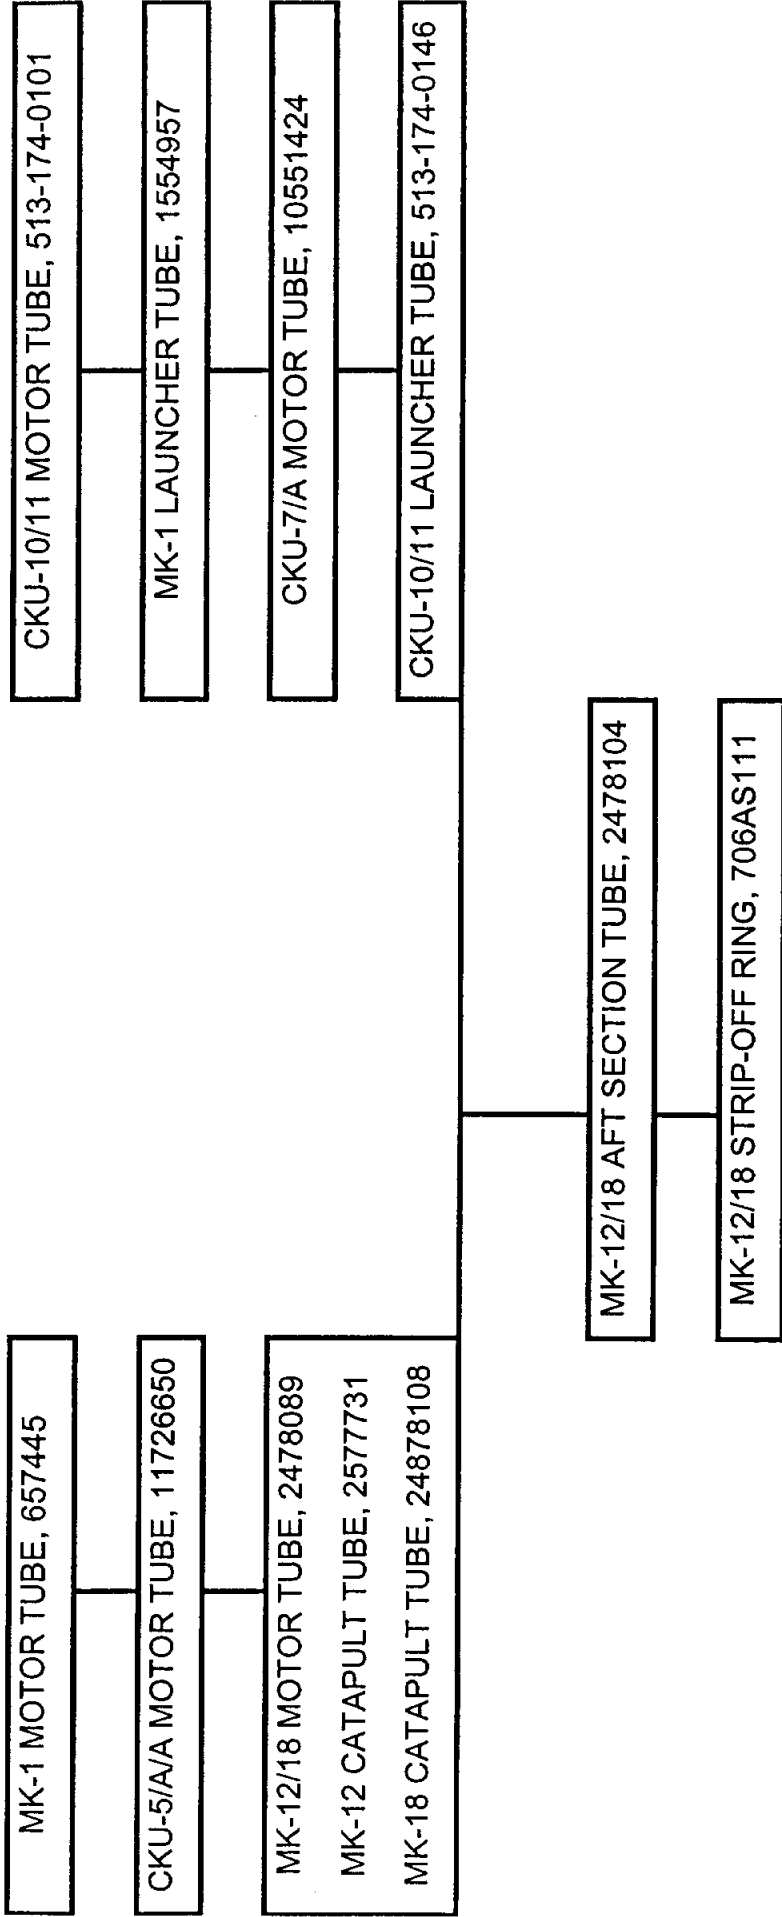 MK-1 MOTOR TUBE, 657445
CKU-5/A/A MOTOR TUBE, 11726650
MK-12/18 MOTOR TUBE, 2478089
MK-12 CATAPULT TUBE, 2577731
MK-18 CATAPULT TUBE, 24878108
CKU-10/11 MOTOR TUBE, 513-174-0101
MK-1 LAUNCHER TUBE, 1554957
CKU-7/A MOTOR TUBE, 10551424
CKU-10/11 LAUNCHER TUBE, 513-174-0146
MK-12/18 AFT SECTION TUBE, 2478104
MK-12/18 STRIP-OFF RING, 706AS111